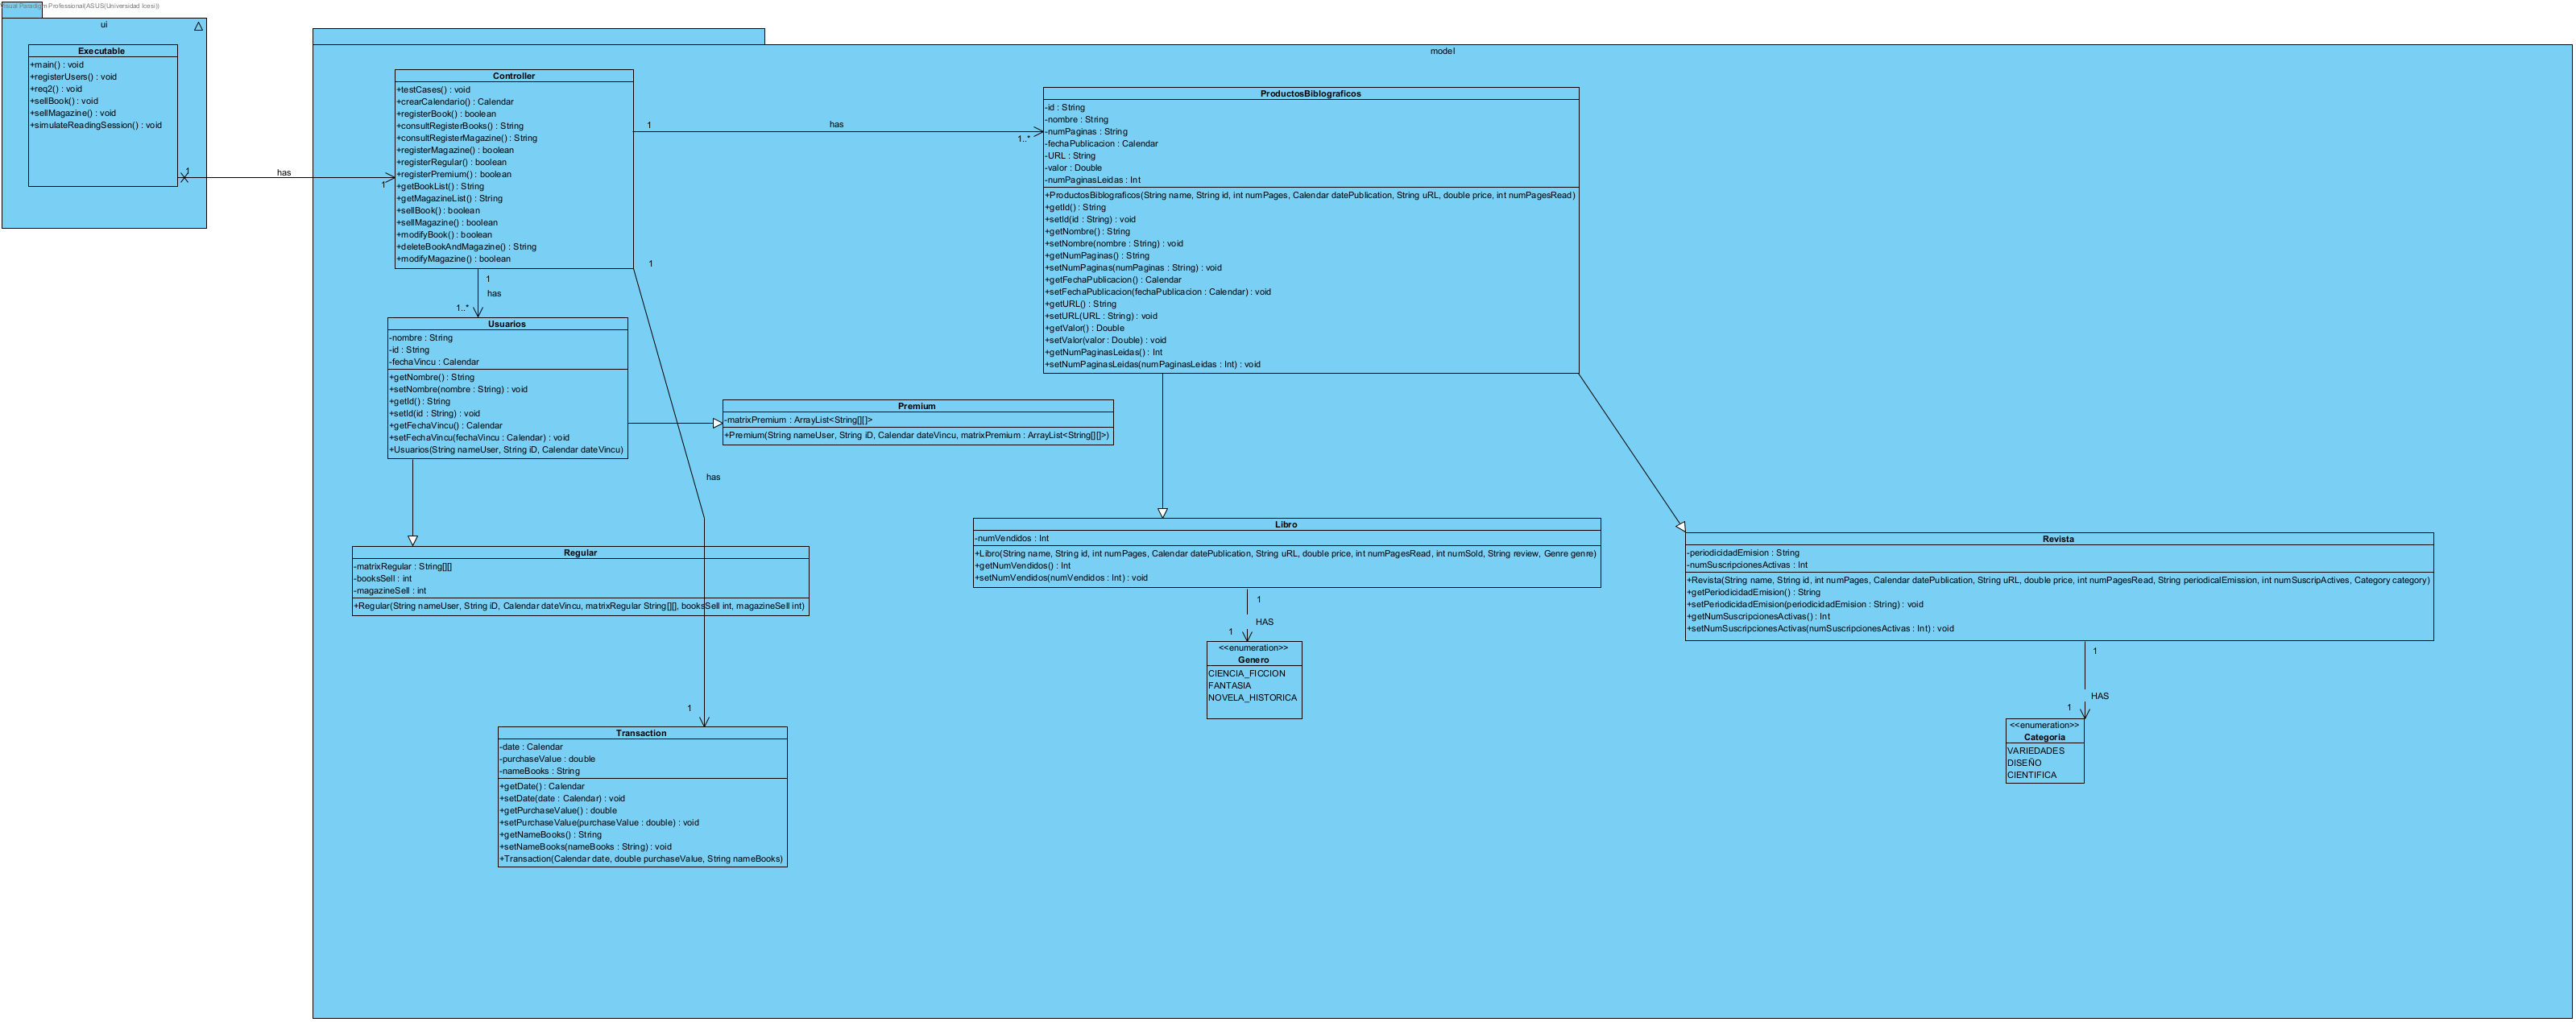 Visual Paradigm Professional(ASUS(Universidad Icesi))
ui
Executable
+main() : void
+registerUsers() : void
+req2() : void
+sellBook() : void
+sellMagazine() : void
+simulateReadingSession() : void
1
has
1
model
Controller
+testCases() : void
+crearCalendario() : Calendar
+registerBook() : boolean
+consultRegisterBooks() : String
+consultRegisterMagazine() : String
+registerMagazine() : boolean
+registerRegular() : boolean
+registerPremium() : boolean
+getBookList() : String
+getMagazineList() : String
+sellBook() : boolean
+sellMagazine() : boolean
+modifyBook() : boolean
+deleteBookAndMagazine() : String
+modifyMagazine() : boolean
1
has
1..*
ProductosBiblograficos
-id : String
-nombre : String
-numPaginas : String
-fechaPublicacion : Calendar
-URL : String
-valor : Double
-numPaginasLeidas : Int
+ProductosBiblograficos(String name, String id, int numPages, Calendar datePublication, String uRL, double price, int numPagesRead)
+getId() : String
+setId(id : String) : void
+getNombre() : String
+setNombre(nombre : String) : void
+getNumPaginas() : String
+setNumPaginas(numPaginas : String) : void
+getFechaPublicacion() : Calendar
+setFechaPublicacion(fechaPublicacion : Calendar) : void
+getURL() : String
+setURL(URL : String) : void
+getValor() : Double
+setValor(valor : Double) : void
+getNumPaginasLeidas() : Int
+setNumPaginasLeidas(numPaginasLeidas : Int) : void
1
has
1..*
1
has
1
Usuarios
-nombre : String
-id : String
-fechaVincu : Calendar
+getNombre() : String
+setNombre(nombre : String) : void
+getId() : String
+setId(id : String) : void
+getFechaVincu() : Calendar
+setFechaVincu(fechaVincu : Calendar) : void
+Usuarios(String nameUser, String iD, Calendar dateVincu)
Premium
-matrixPremium : ArrayList<String[][]>
+Premium(String nameUser, String iD, Calendar dateVincu, matrixPremium : ArrayList<String[][]>)
Regular
-matrixRegular : String[][]
-booksSell : int
-magazineSell : int
+Regular(String nameUser, String iD, Calendar dateVincu, matrixRegular String[][], booksSell int, magazineSell int)
Libro
-numVendidos : Int
+Libro(String name, String id, int numPages, Calendar datePublication, String uRL, double price, int numPagesRead, int numSold, String review, Genre genre)
+getNumVendidos() : Int
+setNumVendidos(numVendidos : Int) : void
1
HAS
1
<<enumeration>>
Genero
CIENCIA_FICCION
FANTASIA
NOVELA_HISTORICA
Revista
-periodicidadEmision : String
-numSuscripcionesActivas : Int
+Revista(String name, String id, int numPages, Calendar datePublication, String uRL, double price, int numPagesRead, String periodicalEmission, int numSuscripActives, Category category)
+getPeriodicidadEmision() : String
+setPeriodicidadEmision(periodicidadEmision : String) : void
+getNumSuscripcionesActivas() : Int
+setNumSuscripcionesActivas(numSuscripcionesActivas : Int) : void
1
HAS
1
<<enumeration>>
Categoria
VARIEDADES
DISEÑO
CIENTIFICA
Transaction
-date : Calendar
-purchaseValue : double
-nameBooks : String
+getDate() : Calendar
+setDate(date : Calendar) : void
+getPurchaseValue() : double
+setPurchaseValue(purchaseValue : double) : void
+getNameBooks() : String
+setNameBooks(nameBooks : String) : void
+Transaction(Calendar date, double purchaseValue, String nameBooks)